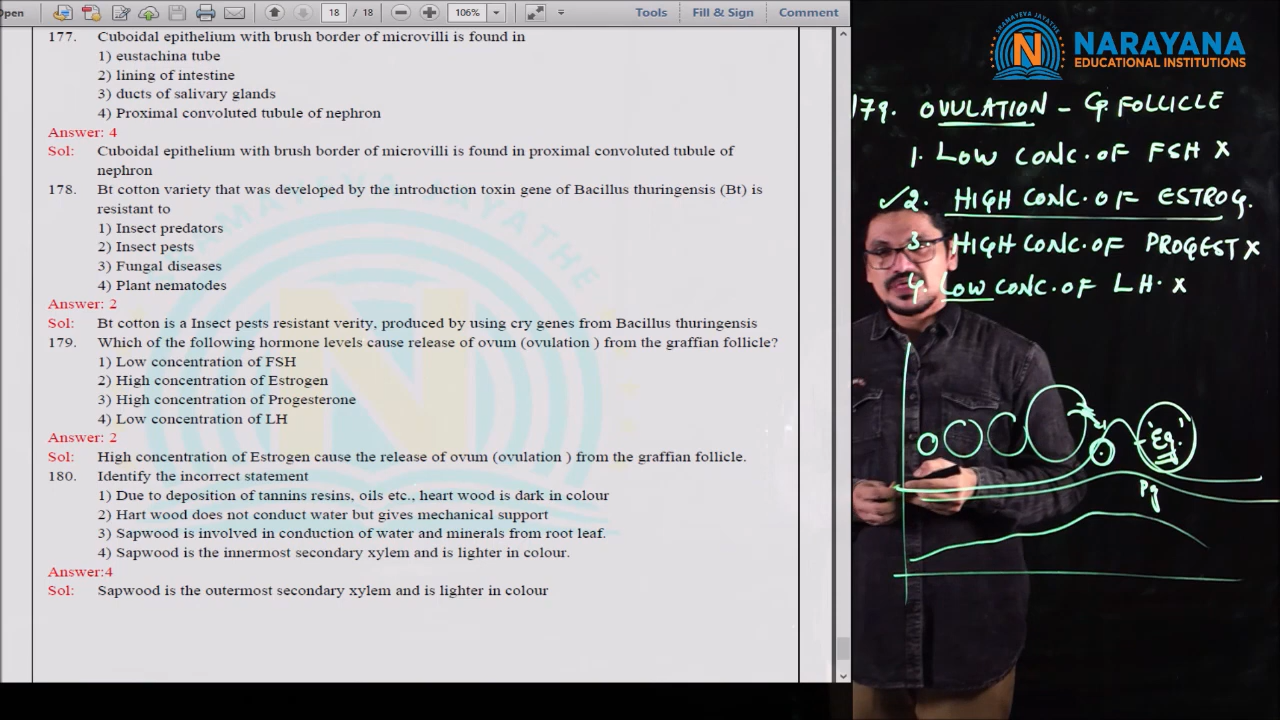 Open
18 / 18
106%
Tools
Fill & Sign
Comment
177. Cuboidal epithelium with brush border of microvilli is found in
1) eustachina tube
2) lining of intestine
3) ducts of salivary glands
4) Proximal convoluted tubule of nephron
Answer: 4
Sol: Cuboidal epithelium with brush border of microvilli is found in proximal convoluted tubule of
nephron
178. Bt cotton variety that was developed by the introduction toxin gene of Bacillus thuringensis (Bt) is
resistant to
1) Insect predators
2) Insect pests
3) Fungal diseases
4) Plant nematodes
Answer: 2
Sol: Bt cotton is a Insect pests resistant verity, produced by using cry genes from Bacillus thuringensis
179. Which of the following hormone levels cause release of ovum (ovulation ) from the graffian follicle?
1) Low concentration of FSH
2) High concentration of Estrogen
3) High concentration of Progesterone
4) Low concentration of LH
Answer: 2
Sol: High concentration of Estrogen cause the release of ovum (ovulation ) from the graffian follicle.
180. Identify the incorrect statement
1) Due to deposition of tannins resins, oils etc., heart wood is dark in colour
2) Hart wood does not conduct water but gives mechanical support
3) Sapwood is involved in conduction of water and minerals from root leaf.
4) Sapwood is the innermost secondary xylem and is lighter in colour.
Answer:4
Sol: Sapwood is the outermost secondary xylem and is lighter in colour
SRAMAYEVA JAYATHE
N
NARAYANA
EDUCATIONAL INSTITUTIONS
179. OVULATION - G. FOLLICLE
1. LOW CONC. OF FSH X
✓2. HIGH CONC. OF ESTROG.
3. HIGH CONC. OF PROGEST X
4. LOW CONC. OF LH. X
Pg